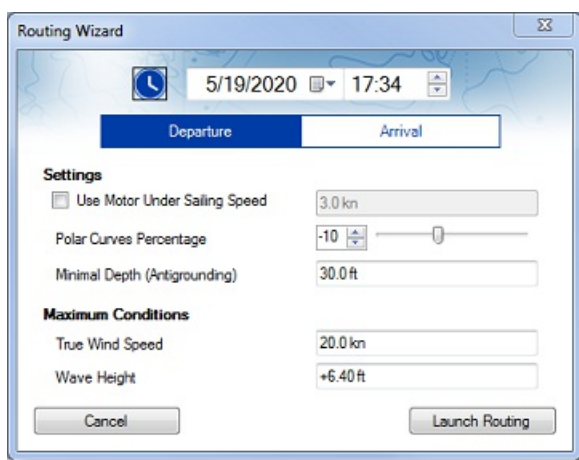 Routing Wizard
5/19/2020 17:34
Departure Arrival
Settings
Use Motor Under Sailing Speed 3.0 kn
Polar Curves Percentage -10
Minimal Depth (Antigrounding) 30.0 ft
Maximum Conditions
True Wind Speed 20.0 kn
Wave Height +6.40 ft
Cancel Launch Routing